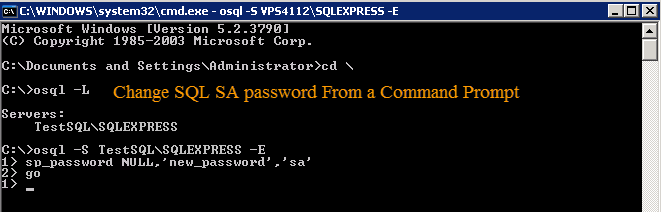 C:\WINDOWS\system32\cmd.exe - osql -S VPS4112\SQLEXPRESS -E
Microsoft Windows [Version 5.2.3790]
(C) Copyright 1985-2003 Microsoft Corp.
C:\Documents and Settings\Administrator>cd \
C:\>osql -L
Change SQL SA password From a Command Prompt
Servers:
TestSQL\SQLEXPRESS
C:\>osql -S TestSQL\SQLEXPRESS -E
1> sp_password NULL,'new_password','sa'
2> go
1> _